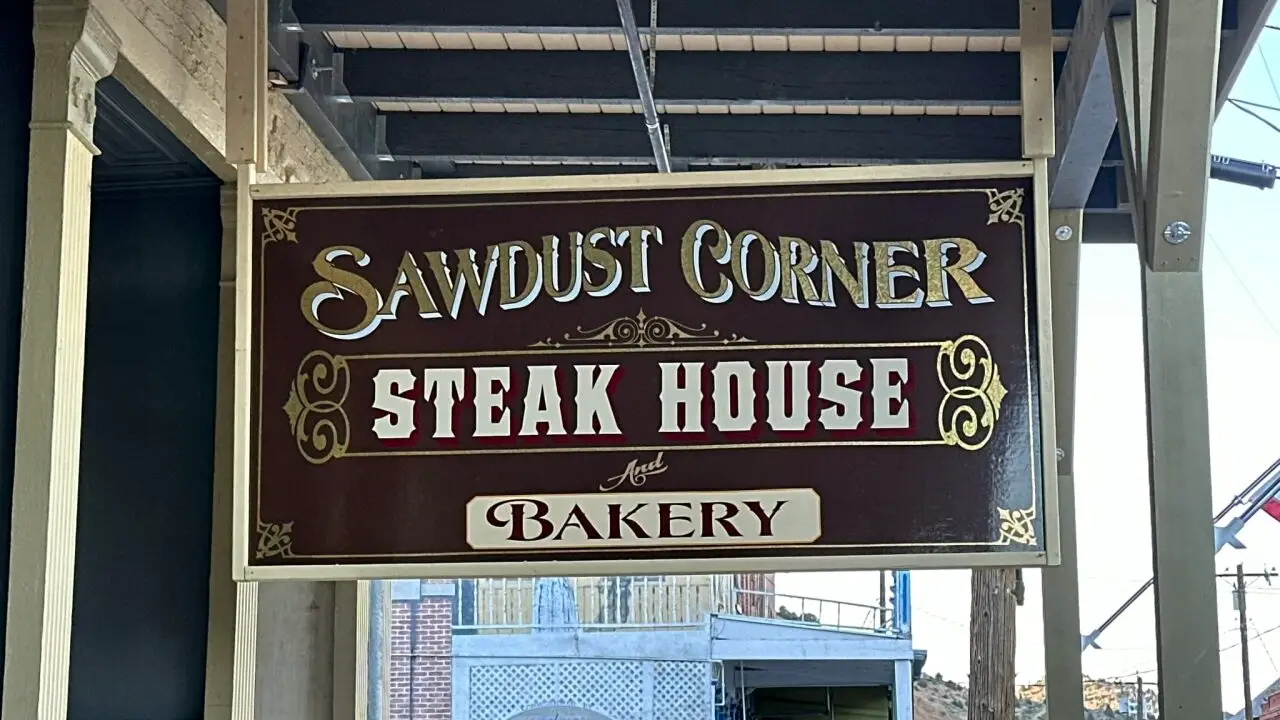 SAWDUST CORNER
STEAK HOUSE
And
BAKERY